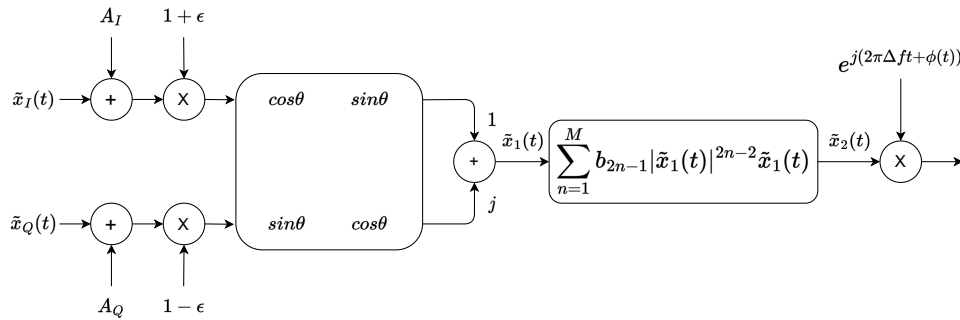 A_I
1 + ϵ
x̃_I(t)
+
X
cosθ
sinθ
1
x̃_1(t)
+
∑_{n=1}^{M} b_{2n−1}|x̃_1(t)|^{2n−2}x̃_1(t)
x̃_2(t)
e^{j(2πΔft+ϕ(t))}
X
x̃_Q(t)
+
X
sinθ
cosθ
j
A_Q
1 − ϵ